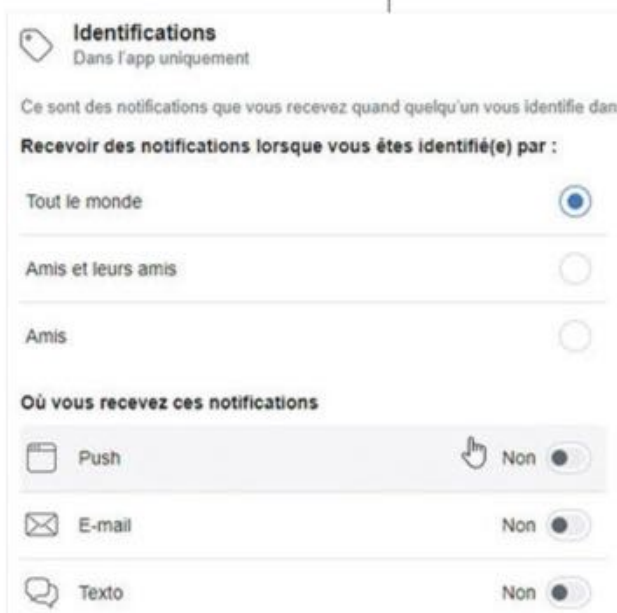 Identifications
Dans l'app uniquement
Ce sont des notifications que vous recevez quand quelqu'un vous identifie dan
Recevoir des notifications lorsque vous êtes identifié(e) par :
Tout le monde
Amis et leurs amis
Amis
Où vous recevez ces notifications
Push Non
E-mail Non
Texto Non